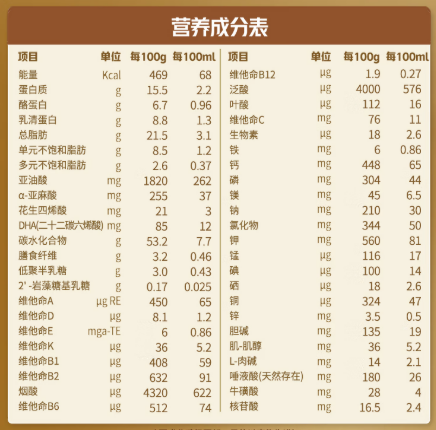 营养成分表
项目 单位 每100g 每100ml
能量 Kcal 469 68
蛋白质 g 15.5 2.2
酪蛋白 g 6.7 0.96
乳清蛋白 g 8.8 1.3
总脂肪 g 21.5 3.1
单元不饱和脂肪 g 8.5 1.2
多元不饱和脂肪 g 2.6 0.37
亚油酸 mg 1820 262
α-亚麻酸 mg 255 37
花生四烯酸 mg 21 3
DHA(二十二碳六烯酸) mg 85 12
碳水化合物 g 53.2 7.7
膳食纤维 g 3.2 0.46
低聚半乳糖 g 3.0 0.43
2'-岩藻糖基乳糖 g 0.17 0.025
维他命A μg RE 450 65
维他命D μg 8.1 1.2
维他命E mga-TE 6 0.86
维他命K μg 36 5.2
维他命B1 μg 408 59
维他命B2 μg 632 91
烟酸 μg 4320 622
维他命B6 μg 512 74
项目 单位 每100g 每100ml
维他命B12 μg 1.9 0.27
泛酸 μg 4000 576
叶酸 μg 112 16
维他命C mg 76 11
生物素 μg 18 2.6
铁 mg 6 0.86
钙 mg 448 65
磷 mg 304 44
镁 mg 45 6.5
钠 mg 210 30
氯化物 mg 344 50
钾 mg 560 81
锰 μg 116 17
碘 μg 100 14
硒 μg 18 2.6
铜 μg 324 47
锌 mg 3.5 0.5
胆碱 mg 135 19
肌-肌醇 mg 36 5.2
L-肉碱 mg 14 2.1
唾液酸(天然存在) mg 180 26
牛磺酸 mg 28 4
核苷酸 mg 16.5 2.4